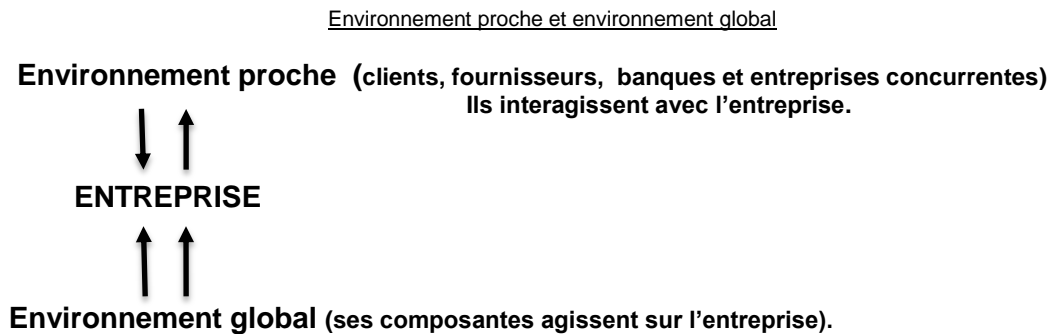 Environnement proche et environnement global
Environnement proche (clients, fournisseurs, banques et entreprises concurrentes)
Ils interagissent avec l’entreprise.
ENTREPRISE
Environnement global (ses composantes agissent sur l’entreprise).